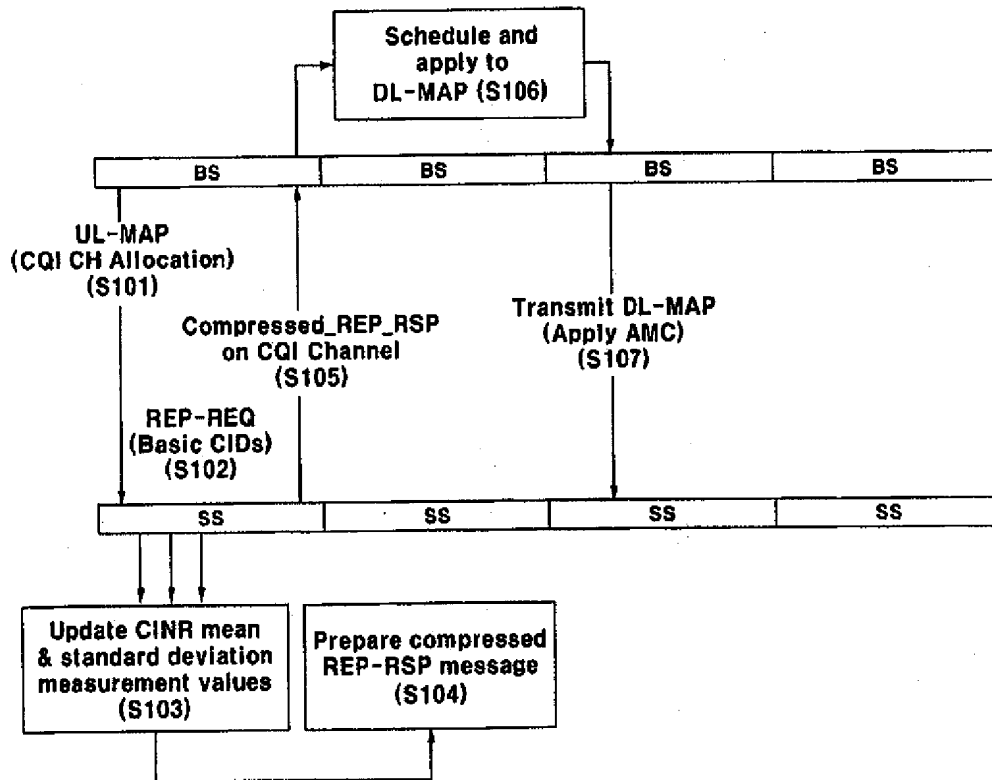 Schedule and
apply to
DL-MAP (S106)
BS BS BS BS
UL-MAP
(CQI CH Allocation)
(S101)
Compressed_REP_RSP
on CQI Channel
(S105)
Transmit DL-MAP
(Apply AMC)
(S107)
REP-REQ
(Basic CIDs)
(S102)
SS SS SS SS
Update CINR mean
& standard deviation
measurement values
(S103)
Prepare compressed
REP-RSP message
(S104)